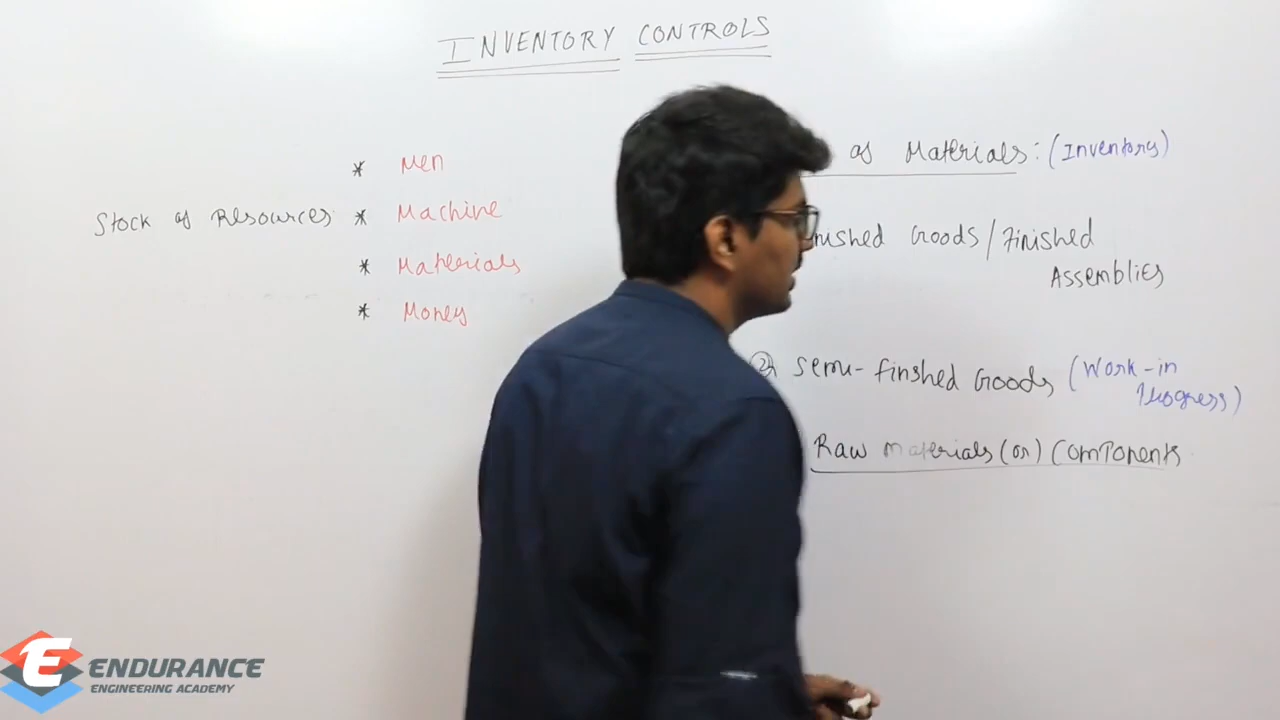 INVENTORY CONTROLS
* Men
Stock of Resources * Machine
* Materials
* Money
of Materials: (Inventory)
nished Goods/Finished
Assemblies
② Semi-finshed Goods (Work-in
Progress)
Raw materials (or) Components
ENDURANCE
ENGINEERING ACADEMY